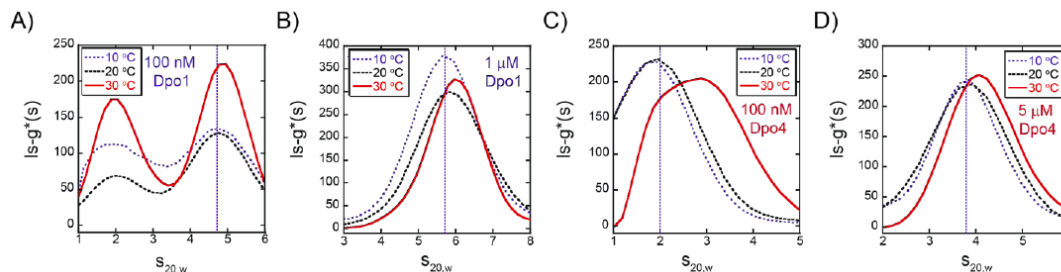 A)
ls-g*(s)
250
200
150
100
50
0
10 °C
20 °C
30 °C
100 nM
Dpo1
1
2
3
4
5
6
s20,w
B)
ls-g*(s)
400
350
300
250
200
150
100
50
0
10 °C
20 °C
30 °C
1 μM
Dpo1
3
4
5
6
7
8
s20,w
C)
ls-g*(s)
300
250
200
150
100
50
0
10 °C
20 °C
30 °C
100 nM
Dpo4
1
2
3
4
5
s20,w
D)
ls-g*(s)
300
250
200
150
100
50
0
10 °C
20 °C
30 °C
5 μM
Dpo4
2
3
4
5
s20,w